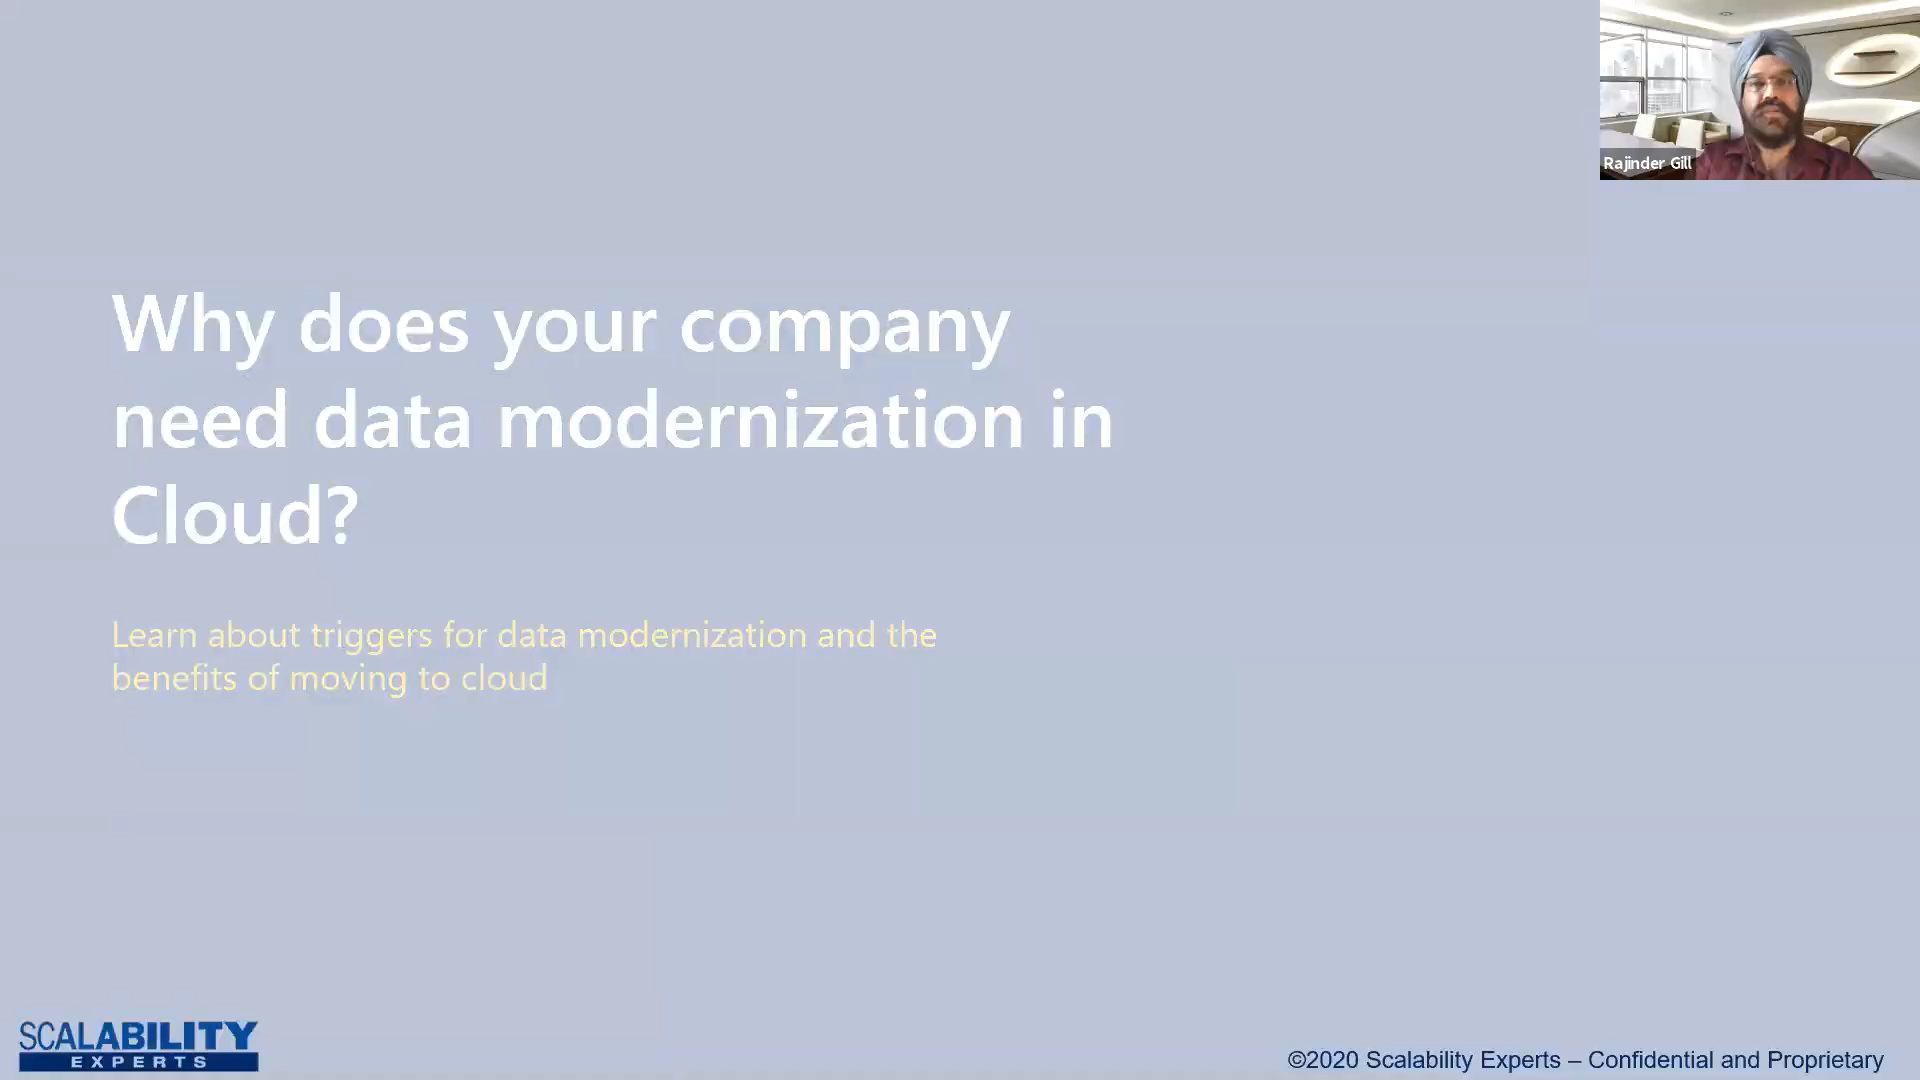 Rajinder Gill
Why does your company
need data modernization in
Cloud?
Learn about triggers for data modernization and the
benefits of moving to cloud
SCALABILITY
EXPERTS
©2020 Scalability Experts – Confidential and Proprietary